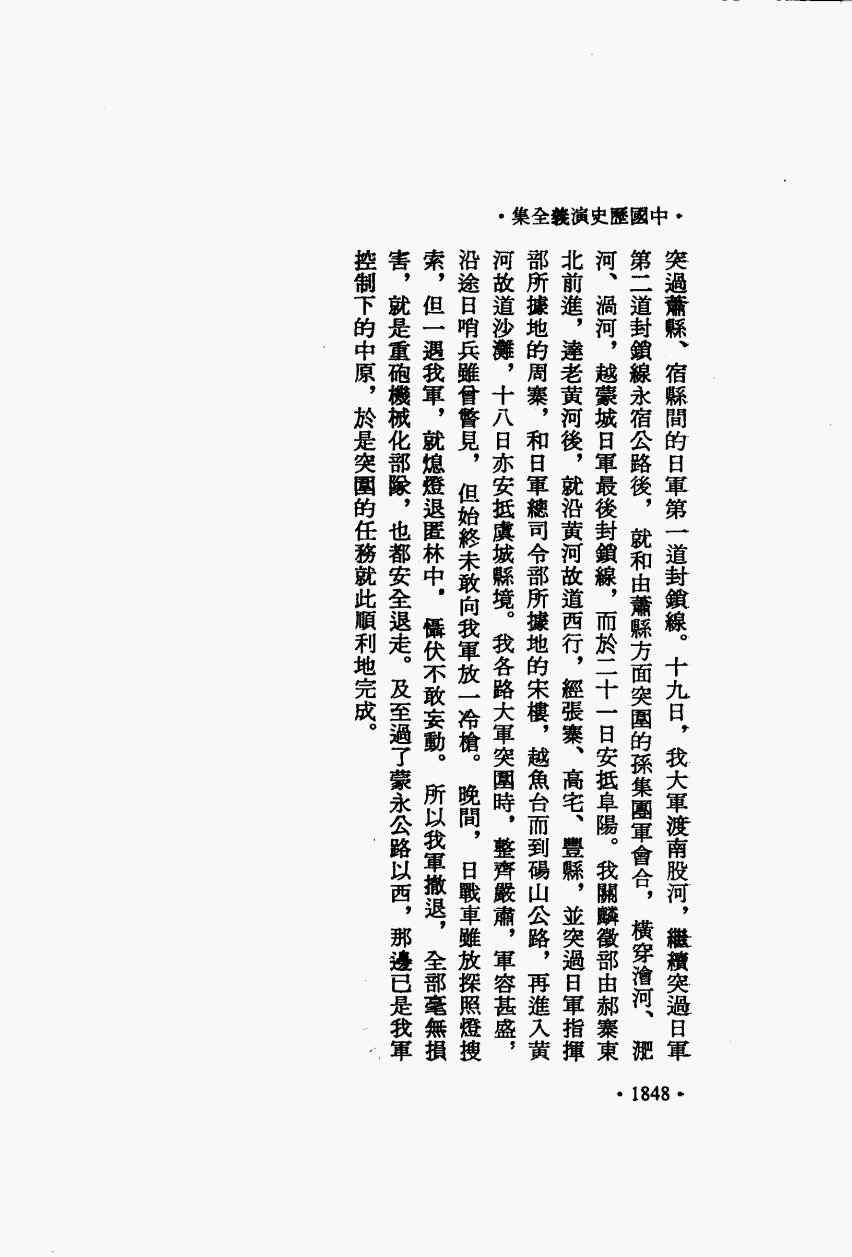 ·中國歷史演義全集·
突過蕭縣、宿縣間的日軍第一道封鎖線。十九日，我大軍渡南股河，繼續突過日軍
第二道封鎖線永宿公路後，就和由蕭縣方面突圍的孫集團軍會合，橫穿澮河、淝
河、渦河，越蒙城日軍最後封鎖線，而於二十一日安抵阜陽。我關麟徵部由郝寨東
北前進，達老黃河後，就沿黃河故道西行，經張寨、高宅、豐縣，並突過日軍指揮
部所據地的周寨，和日軍總司令部所據地的宋樓，越魚台而到碭山公路，再進入黃
河故道沙灘，十八日亦安抵虞城縣境。我各路大軍突圍時，整齊嚴肅，軍容甚盛，
沿途日哨兵雖曾瞥見，但始終未敢向我軍放一冷槍。晚間，日戰車雖放探照燈搜
索，但一遇我軍，就熄燈退匿林中，懾伏不敢妄動。所以我軍撤退，全部毫無損
害，就是重砲機械化部隊，也都安全退走。及至過了蒙永公路以西，那邊已是我軍
控制下的中原，於是突圍的任務就此順利地完成。
·1848·